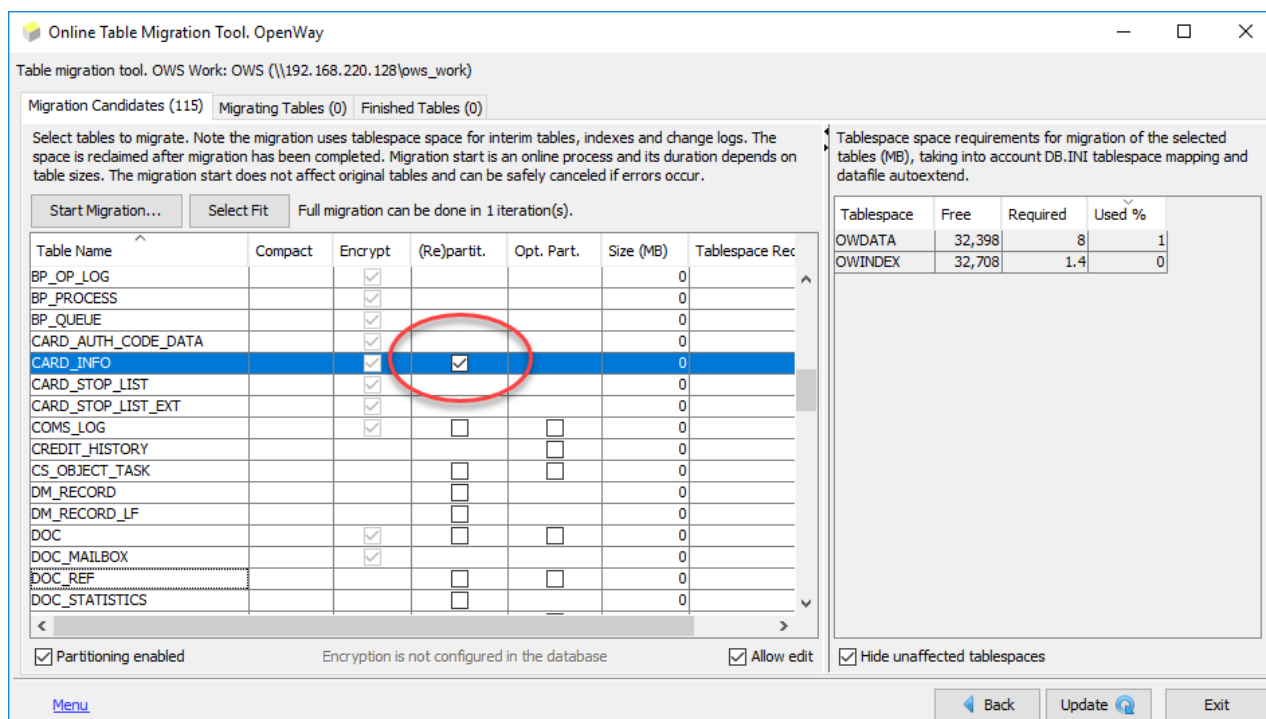 Online Table Migration Tool. OpenWay
Table migration tool. OWS Work: OWS (\\192.168.220.128\ows_work)
Migration Candidates (115) Migrating Tables (0) Finished Tables (0)
Select tables to migrate. Note the migration uses tablespace space for interim tables, indexes and change logs. The
space is reclaimed after migration has been completed. Migration start is an online process and its duration depends on
table sizes. The migration start does not affect original tables and can be safely canceled if errors occur.
Start Migration... Select Fit Full migration can be done in 1 iteration(s).
Table Name Compact Encrypt (Re)partit. Opt. Part. Size (MB) Tablespace Rec
BP_OP_LOG 0
BP_PROCESS 0
BP_QUEUE 0
CARD_AUTH_CODE_DATA 0
CARD_INFO 0
CARD_STOP_LIST 0
CARD_STOP_LIST_EXT 0
COMS_LOG 0
CREDIT_HISTORY 0
CS_OBJECT_TASK 0
DM_RECORD 0
DM_RECORD_LF 0
DOC 0
DOC_MAILBOX 0
DOC_REF 0
DOC_STATISTICS 0
Partitioning enabled Encryption is not configured in the database Allow edit
Tablespace space requirements for migration of the selected
tables (MB), taking into account DB.INI tablespace mapping and
datafile autoextend.
Tablespace Free Required Used %
OWDATA 32,398 8 1
OWINDEX 32,708 1.4 0
Hide unaffected tablespaces
Menu Back Update Exit